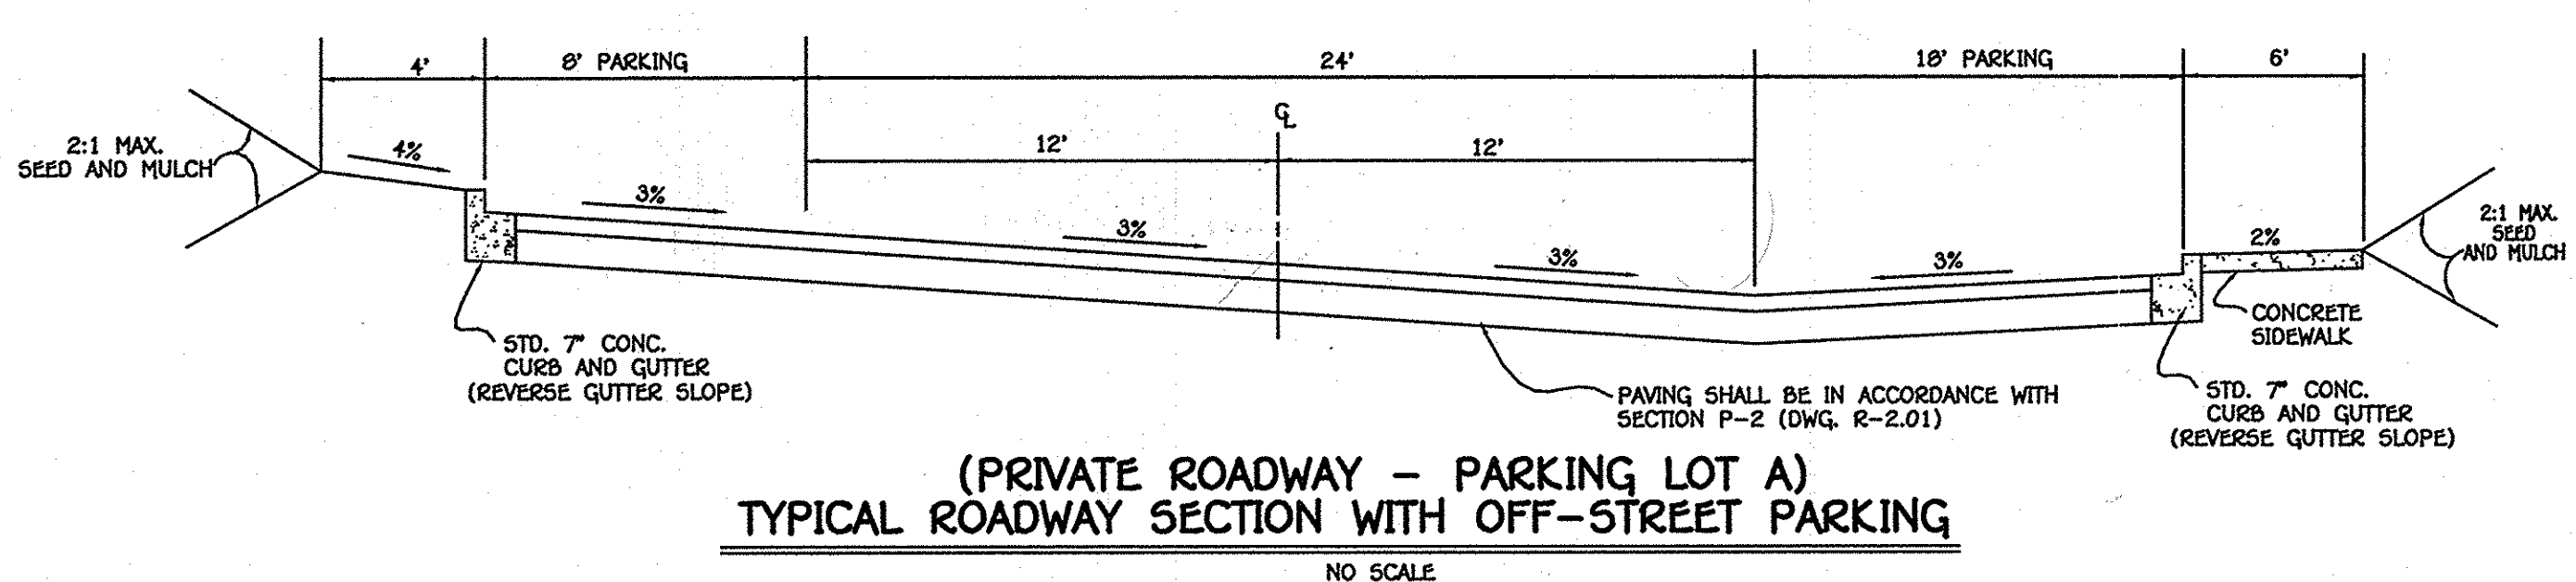 4'
8' PARKING
24'
18' PARKING
6'
℄
12'
12'
2:1 MAX.
SEED AND MULCH
4%
3%
3%
3%
3%
2%
2:1 MAX.
SEED
AND MULCH
STD. 7" CONC.
CURB AND GUTTER
(REVERSE GUTTER SLOPE)
CONCRETE
SIDEWALK
PAVING SHALL BE IN ACCORDANCE WITH
SECTION P-2 (DWG. R-2.01)
STD. 7" CONC.
CURB AND GUTTER
(REVERSE GUTTER SLOPE)
(PRIVATE ROADWAY - PARKING LOT A)
TYPICAL ROADWAY SECTION WITH OFF-STREET PARKING
NO SCALE